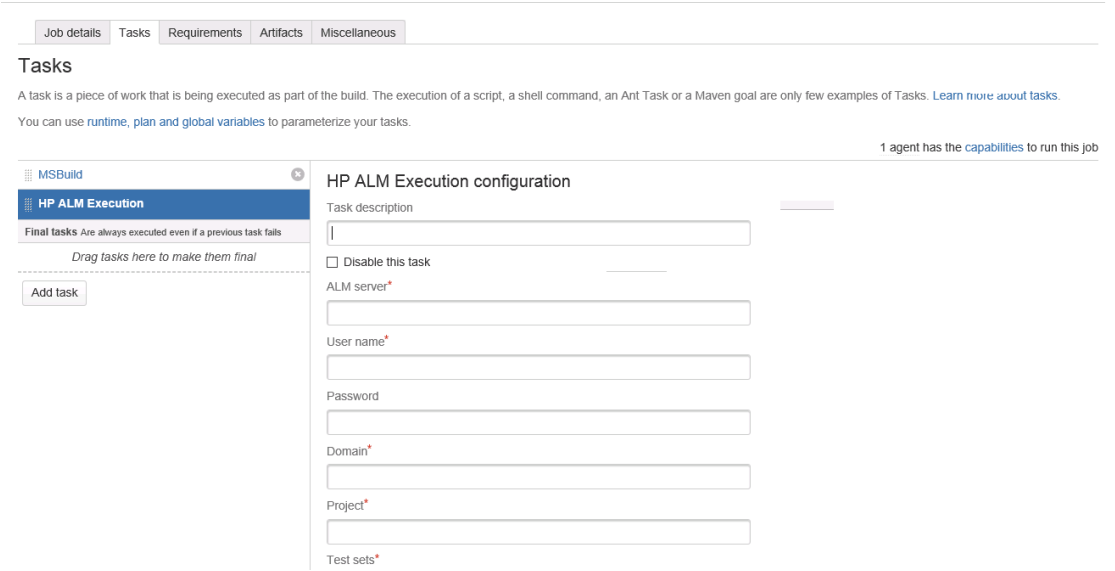 Job details Tasks Requirements Artifacts Miscellaneous
Tasks
A task is a piece of work that is being executed as part of the build. The execution of a script, a shell command, an Ant Task or a Maven goal are only few examples of Tasks. Learn more about tasks.
You can use runtime, plan and global variables to parameterize your tasks.
1 agent has the capabilities to run this job
MSBuild
HP ALM Execution
Final tasks Are always executed even if a previous task fails
Drag tasks here to make them final
Add task
HP ALM Execution configuration
Task description
Disable this task
ALM server*
User name*
Password
Domain*
Project*
Test sets*